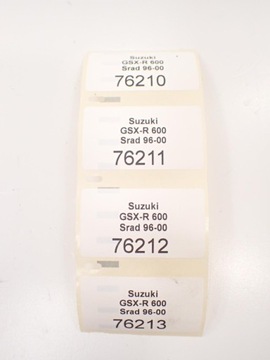 Suzuki
GSX-R 600
Srad 96-00
76210
Suzuki
GSX-R 600
Srad 96-00
76211
Suzuki
GSX-R 600
Srad 96-00
76212
Suzuki
GSX-R 600
Srad 96-00
76213